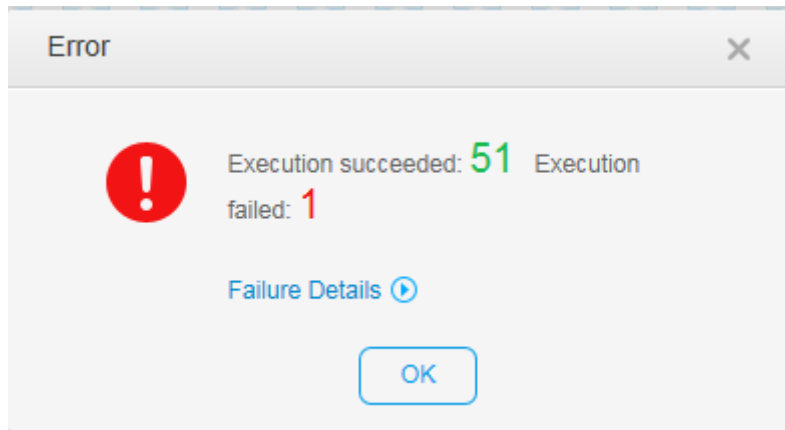 Error
Execution succeeded: 51 Execution
failed: 1
Failure Details
OK